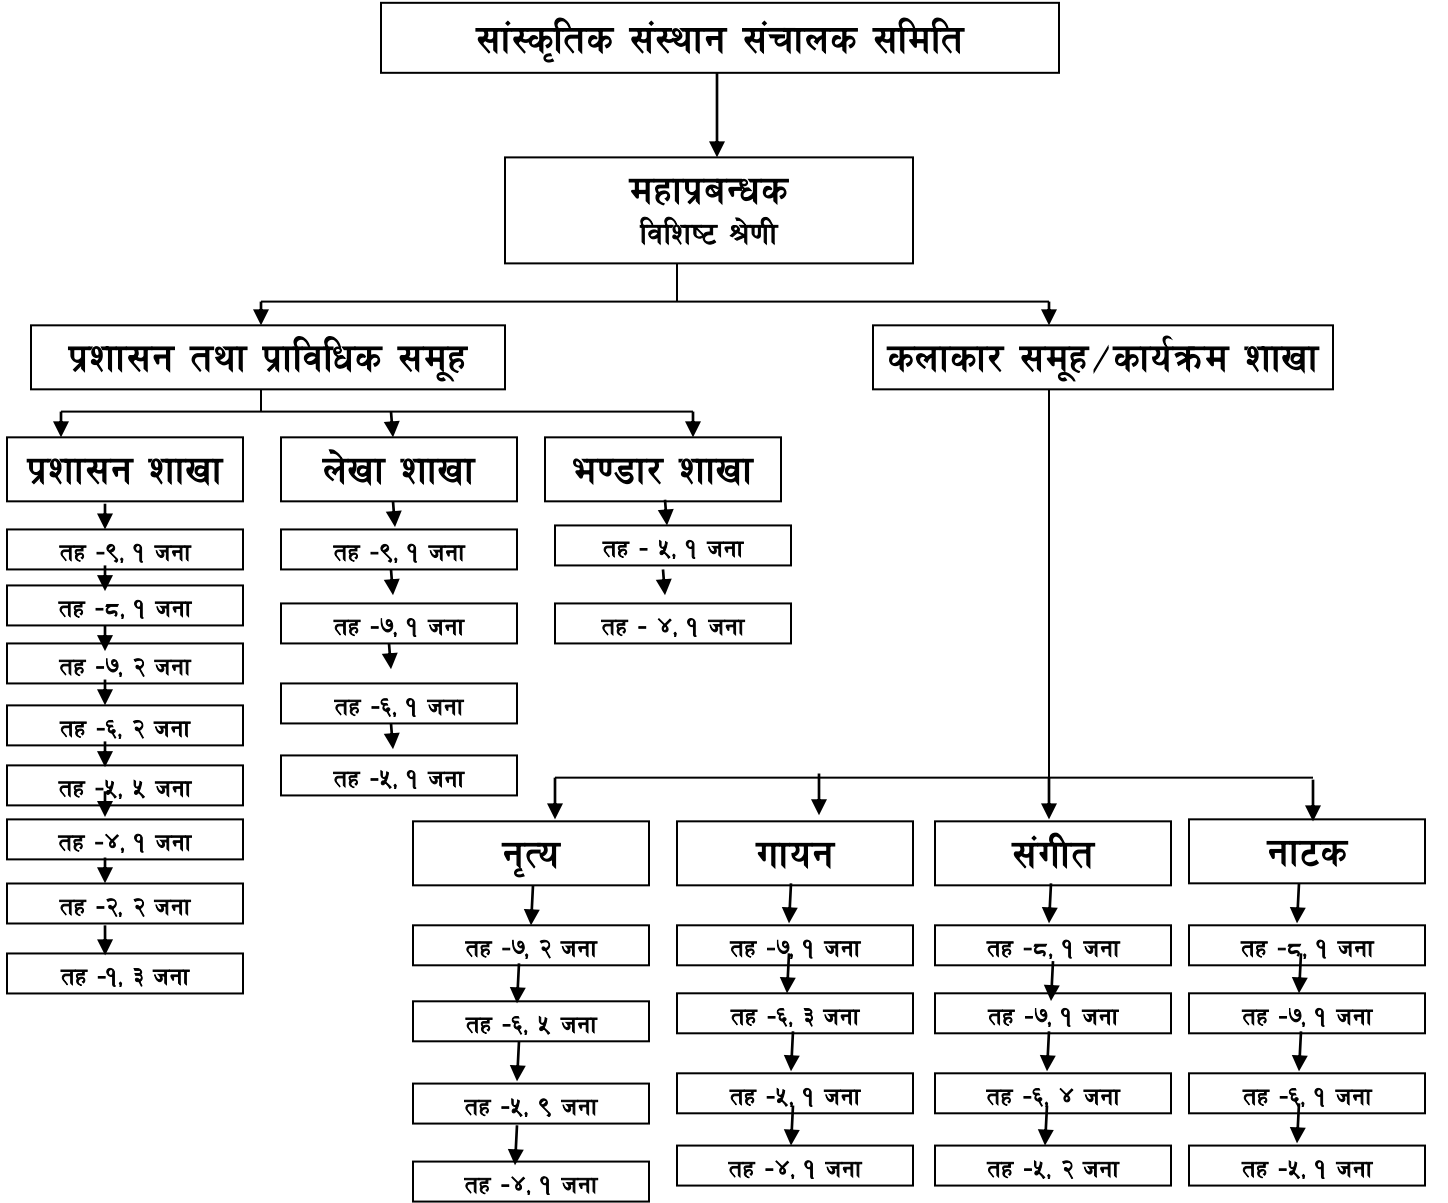 सांस्कृतिक संस्थान संचालक समिति
महाप्रबन्धक
विशिष्ट श्रेणी
प्रशासन तथा प्राविधिक समूह
कलाकार समूह/कार्यक्रम शाखा
प्रशासन शाखा
लेखा शाखा
भण्डार शाखा
तह -९, १ जना
तह -८, १ जना
तह -७, २ जना
तह -६, २ जना
तह -५, ५ जना
तह -४, १ जना
तह -२, २ जना
तह -१, ३ जना
तह -९, १ जना
तह -७, १ जना
तह -६, १ जना
तह -५, १ जना
तह - ५, १ जना
तह - ४, १ जना
नृत्य
गायन
संगीत
नाटक
तह -७, २ जना
तह -६, ५ जना
तह -५, ९ जना
तह -४, १ जना
तह -७, १ जना
तह -६, ३ जना
तह -५, १ जना
तह -४, १ जना
तह -८, १ जना
तह -७, १ जना
तह -६, ४ जना
तह -५, २ जना
तह -८, १ जना
तह -७, १ जना
तह -६, १ जना
तह -५, १ जना